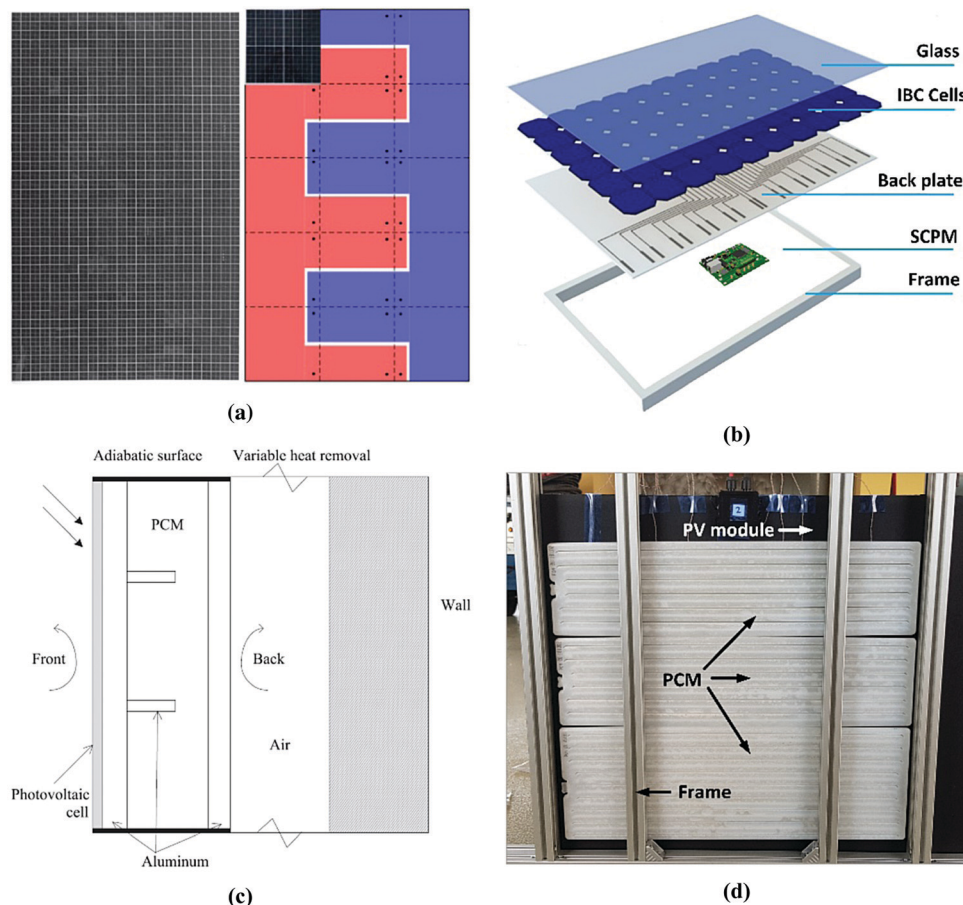 Glass
IBC Cells
Back plate
SCPM
Frame
(a)
(b)
Adiabatic surface
Variable heat removal
PCM
Wall
Front
Back
Air
Photovoltaic
cell
Aluminum
(c)
2
PV module
PCM
Frame
(d)